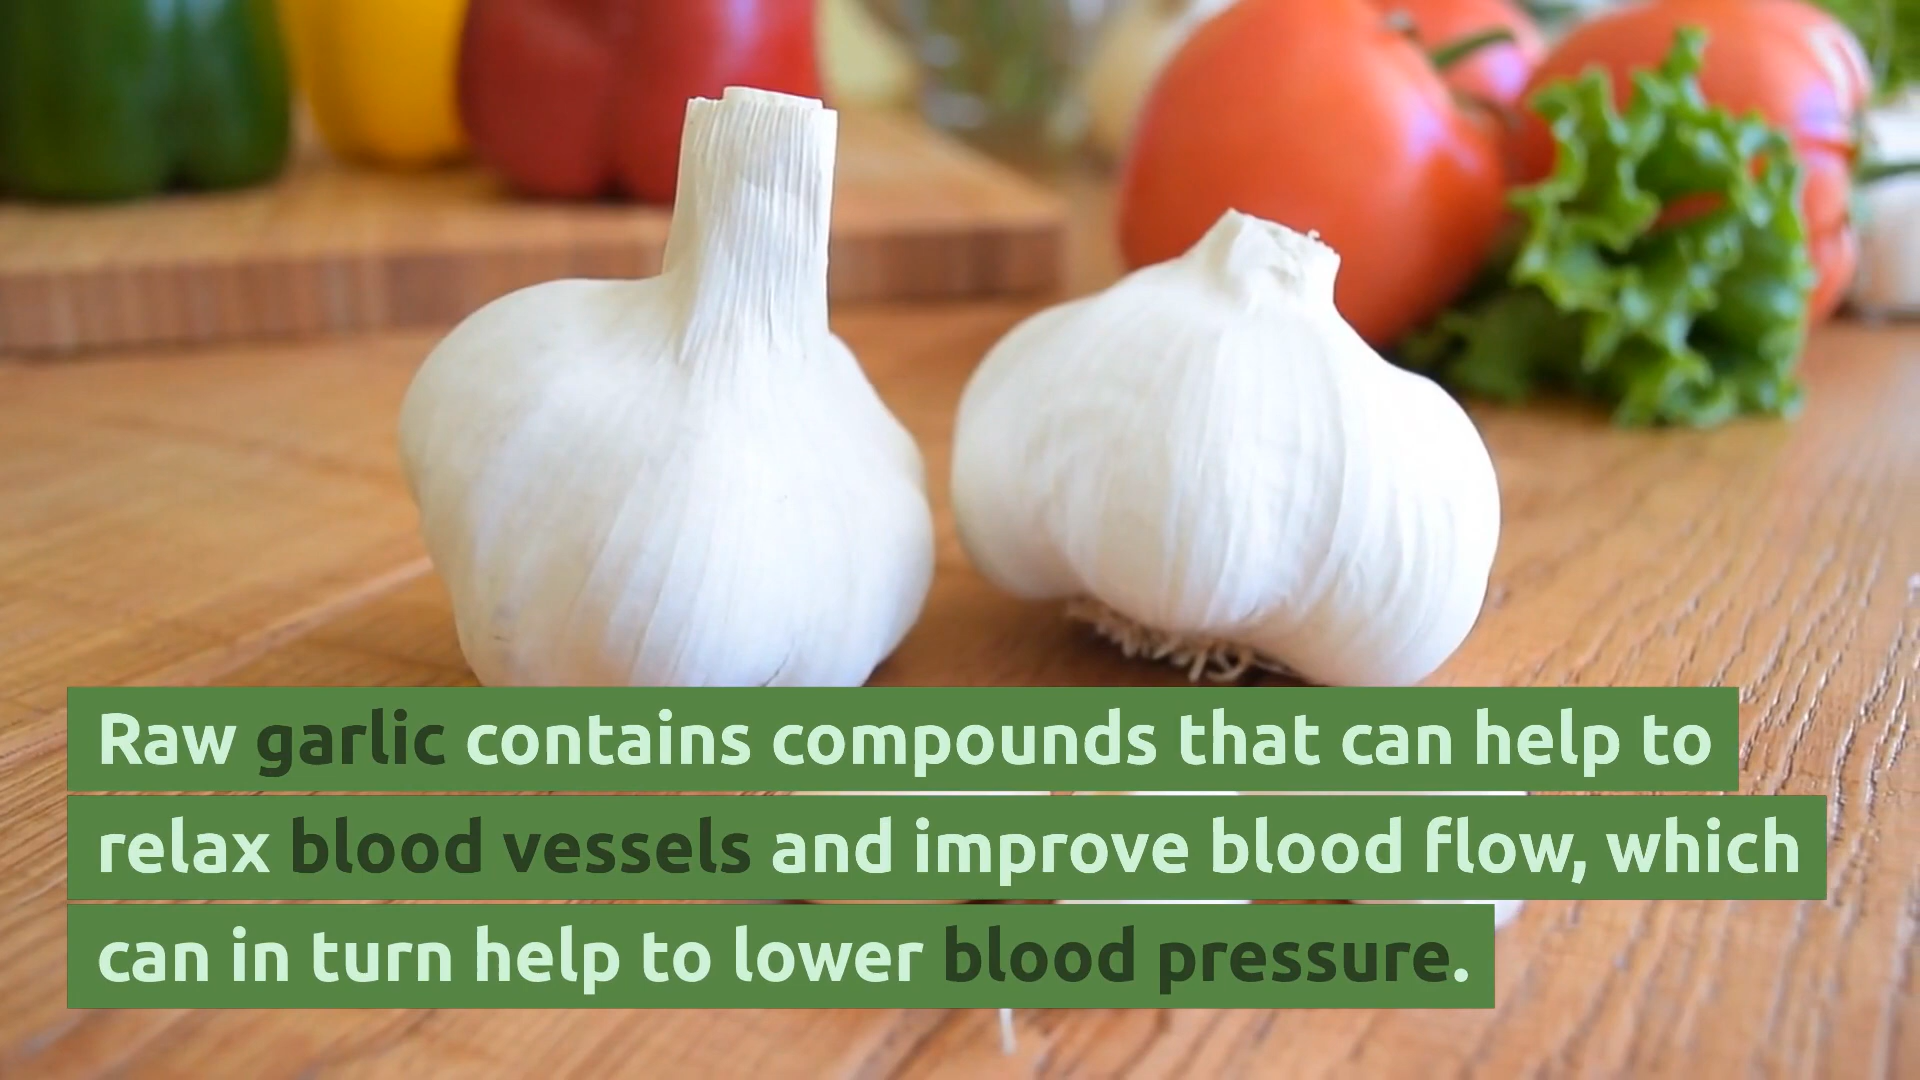 Raw garlic contains compounds that can help to
relax blood vessels and improve blood flow, which
can in turn help to lower blood pressure.